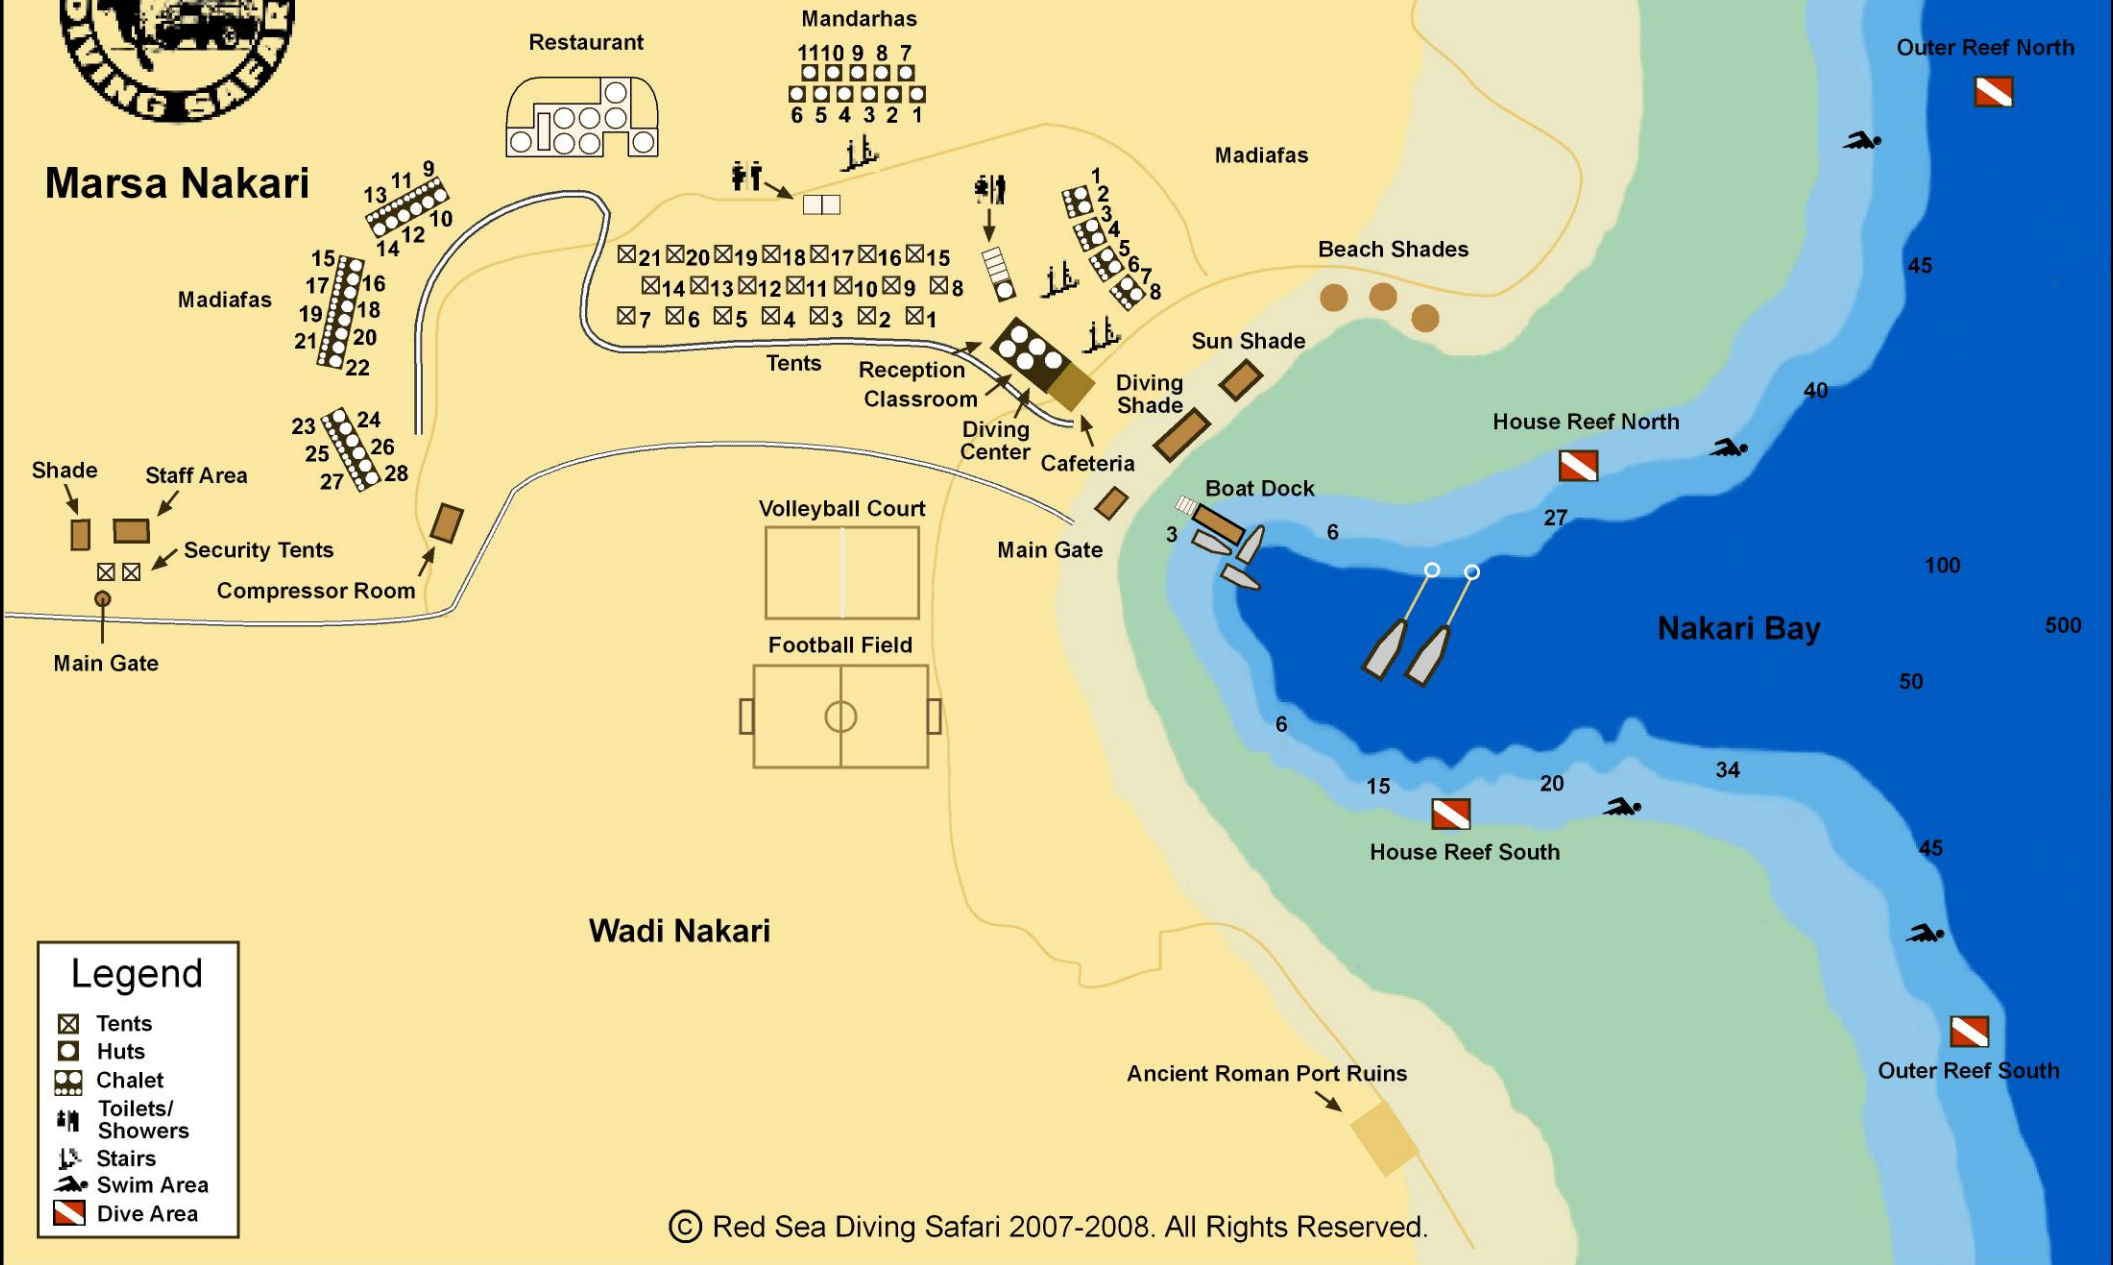 DIVING SAFARI
Marsa Nakari
Restaurant
Mandarhas
11 10 9 8 7
6 5 4 3 2 1
Madiafas
1
2
3
4
5
6
7
8
9
11
13
10
12
14
15
16
17
18
19
20
21
22
Madiafas
23
24
25
26
27
28
21 20 19 18 17 16 15
14 13 12 11 10 9 8
7 6 5 4 3 2 1
Tents
Reception
Classroom
Diving
Center
Cafeteria
Diving
Shade
Sun Shade
Beach Shades
Shade
Staff Area
Security Tents
Compressor Room
Main Gate
Volleyball Court
Football Field
Main Gate
Boat Dock
3
6
27
House Reef North
40
45
Outer Reef North
100
500
50
Nakari Bay
6
15
20
34
45
House Reef South
Outer Reef South
Wadi Nakari
Ancient Roman Port Ruins
Legend
Tents
Huts
Chalet
Toilets/
Showers
Stairs
Swim Area
Dive Area
© Red Sea Diving Safari 2007-2008. All Rights Reserved.